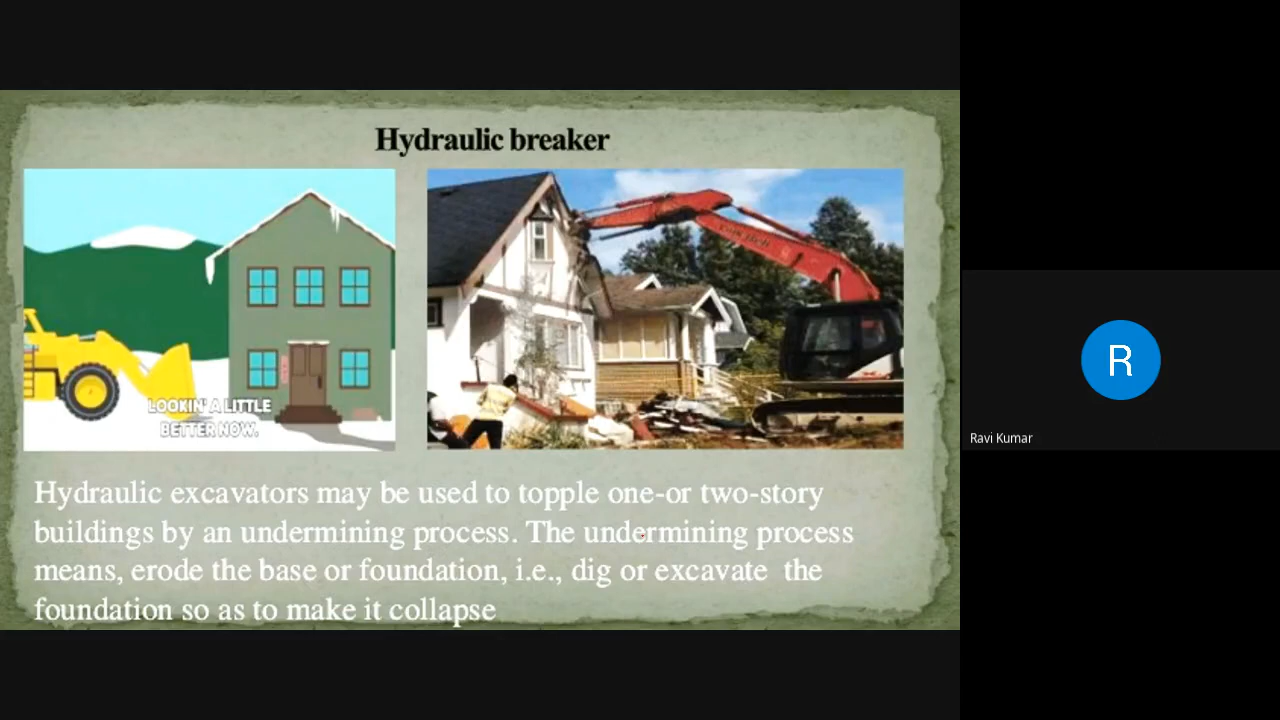 Hydraulic breaker
LOOKIN' A LITTLE
BETTER NOW.
Hydraulic excavators may be used to topple one-or two-story
buildings by an undermining process. The undermining process
means, erode the base or foundation, i.e., dig or excavate  the
foundation so as to make it collapse
R
Ravi Kumar